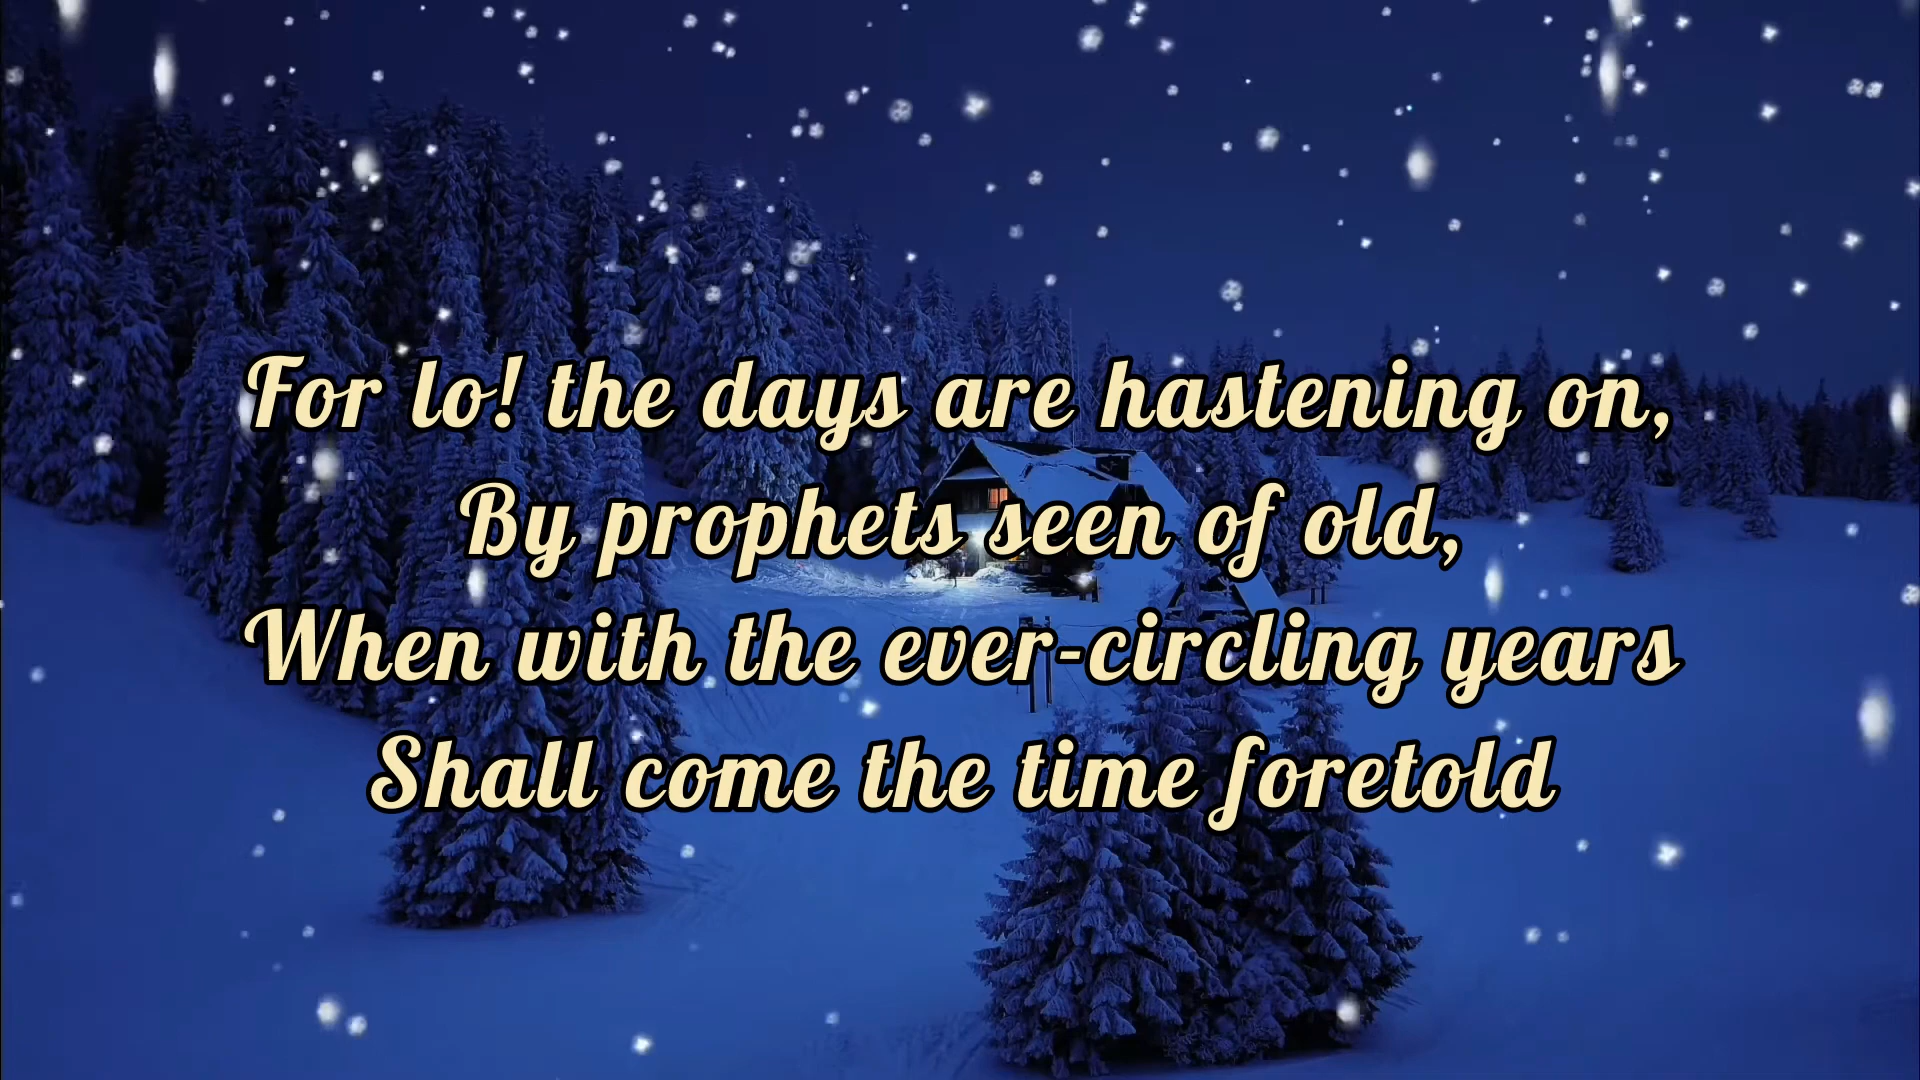 For lo! the days are hastening on,
By prophets seen of old,
When with the ever-circling years
Shall come the time foretold